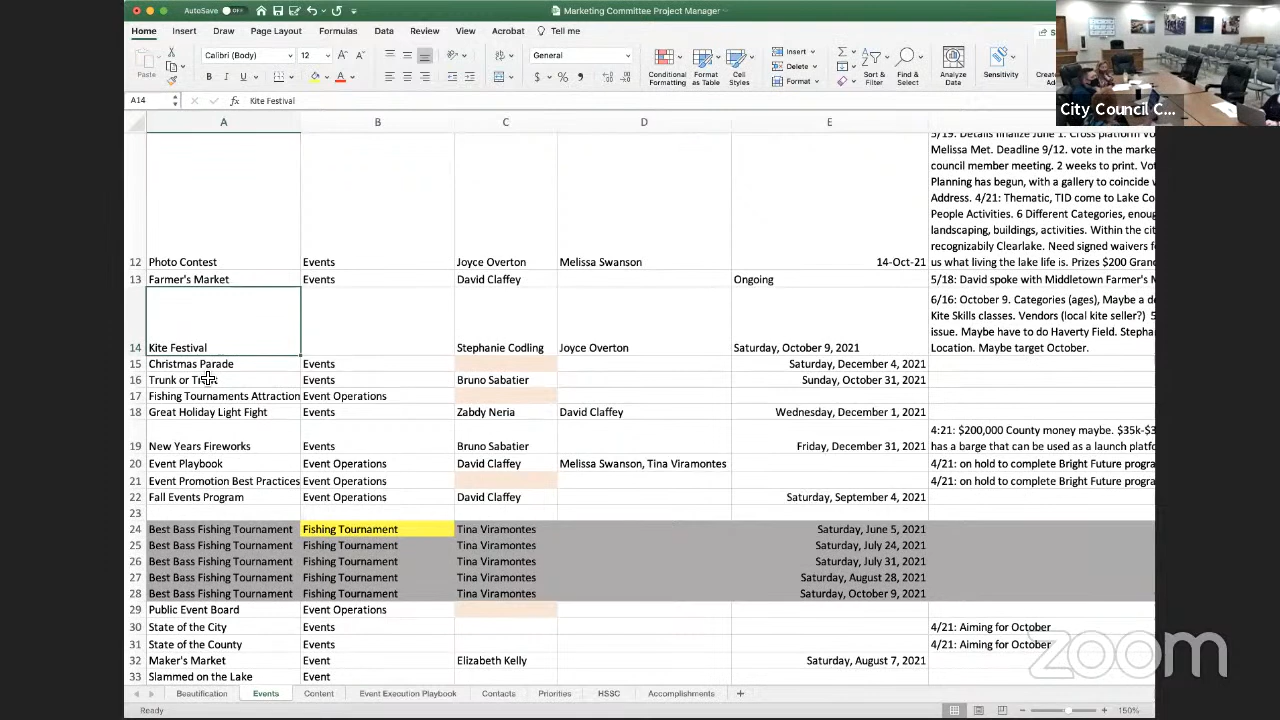 AutoSave OFF
Marketing Committee Project Manager
Home Insert Draw Page Layout Formulas Data Review View Acrobat Tell me
Paste
Calibri (Body) 12
B I U
General
$ % 
Conditional Formatting
Format as Table
Cell Styles
Insert
Delete
Format
Sort & Filter
Find & Select
Analyze Data
Sensitivity
City Council C...
A14 fx Kite Festival
A B C D E
5/19: Details finalize June 1. Cross platform
Melissa Met. Deadline 9/12. vote in the
council member meeting. 2 weeks to print.
Planning has begun, with a gallery to coincide
Address. 4/21: Thematic, TID come to Lake
People Activities. 6 Different Categories,
landscaping, buildings, activities. Within the
recognizabily Clearlake. Need signed waivers
12 Photo Contest Events Joyce Overton Melissa Swanson 14-Oct-21 us what living the lake life is. Prizes $200
13 Farmer's Market Events David Claffey Ongoing 5/18: David spoke with Middletown Farmer's
6/16: October 9. Categories (ages), Maybe a
Kite Skills classes. Vendors (local kite seller?)
issue. Maybe have to do Haverty Field.
14 Kite Festival Stephanie Codling Joyce Overton Saturday, October 9, 2021 Location. Maybe target October.
15 Christmas Parade Events Saturday, December 4, 2021
16 Trunk or Events Bruno Sabatier Sunday, October 31, 2021
17 Fishing Tournaments Attraction Event Operations
18 Great Holiday Light Fight Events Zabdy Neria David Claffey Wednesday, December 1, 2021
4:21: $200,000 County money maybe.
19 New Years Fireworks Events Bruno Sabatier Friday, December 31, 2021 has a barge that can be used as a launch
20 Event Playbook Event Operations David Claffey Melissa Swanson, Tina Viramontes 4/21: on hold to complete Bright Future
21 Event Promotion Best Practices Event Operations 4/21: on hold to complete Bright Future
22 Fall Events Program Event Operations David Claffey Saturday, September 4, 2021
23
24 Best Bass Fishing Tournament Fishing Tournament Tina Viramontes Saturday, June 5, 2021
25 Best Bass Fishing Tournament Fishing Tournament Tina Viramontes Saturday, July 24, 2021
26 Best Bass Fishing Tournament Fishing Tournament Tina Viramontes Saturday, July 31, 2021
27 Best Bass Fishing Tournament Fishing Tournament Tina Viramontes Saturday, August 28, 2021
28 Best Bass Fishing Tournament Fishing Tournament Tina Viramontes Saturday, October 9, 2021
29 Public Event Board Event Operations
30 State of the City Events 4/21: Aiming for October
31 State of the County Events 4/21: Aiming for October
32 Maker's Market Event Elizabeth Kelly Saturday, August 7, 2021
33 Slammed on the Lake Event
zoom
Beautification Events Content Event Execution Playbook Contacts Priorities HSSC Accomplishments +
Ready 150%